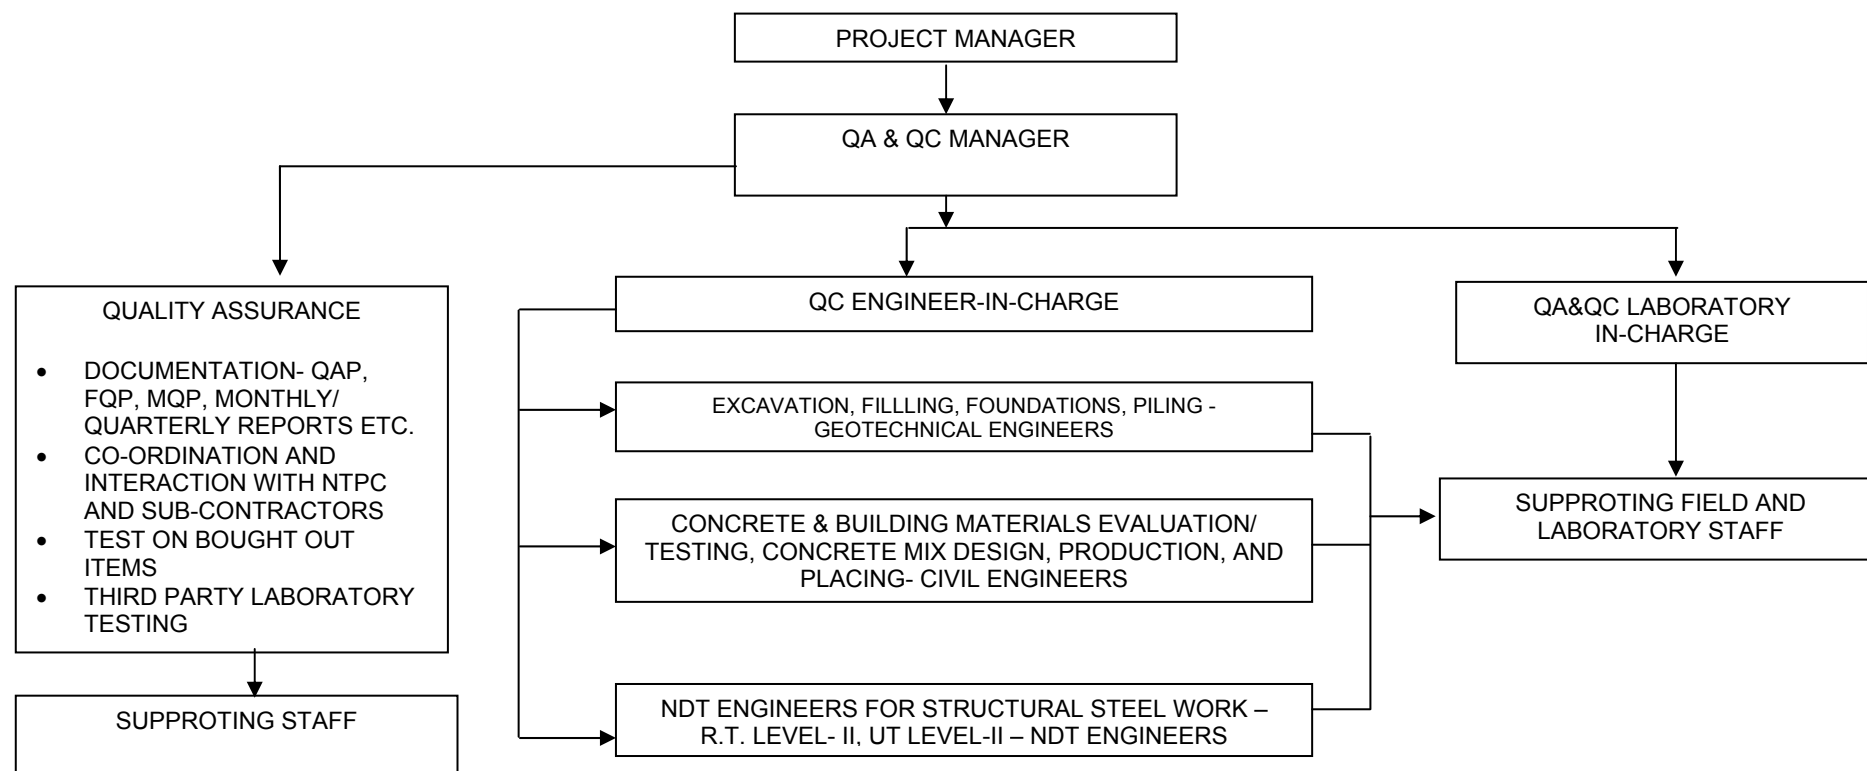 PROJECT MANAGER
QA & QC MANAGER
QUALITY ASSURANCE
• DOCUMENTATION- QAP,
FQP, MQP, MONTHLY/
QUARTERLY REPORTS ETC.
• CO-ORDINATION AND
INTERACTION WITH NTPC
AND SUB-CONTRACTORS
• TEST ON BOUGHT OUT
ITEMS
• THIRD PARTY LABORATORY
TESTING
SUPPROTING STAFF
QC ENGINEER-IN-CHARGE
EXCAVATION, FILLLING, FOUNDATIONS, PILING -
GEOTECHNICAL ENGINEERS
CONCRETE & BUILDING MATERIALS EVALUATION/
TESTING, CONCRETE MIX DESIGN, PRODUCTION, AND
PLACING- CIVIL ENGINEERS
NDT ENGINEERS FOR STRUCTURAL STEEL WORK –
R.T. LEVEL- II, UT LEVEL-II – NDT ENGINEERS
QA&QC LABORATORY
IN-CHARGE
SUPPROTING FIELD AND
LABORATORY STAFF